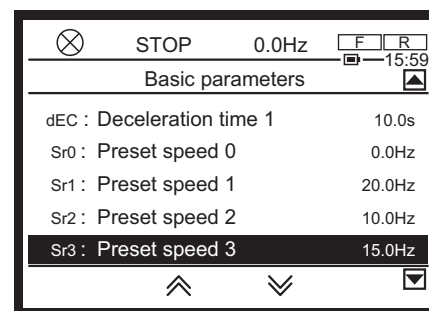 STOP 0.0Hz F R
15:59
Basic parameters
dEC : Deceleration time 1 10.0s
Sr0 : Preset speed 0 0.0Hz
Sr1 : Preset speed 1 20.0Hz
Sr2 : Preset speed 2 10.0Hz
Sr3 : Preset speed 3 15.0Hz